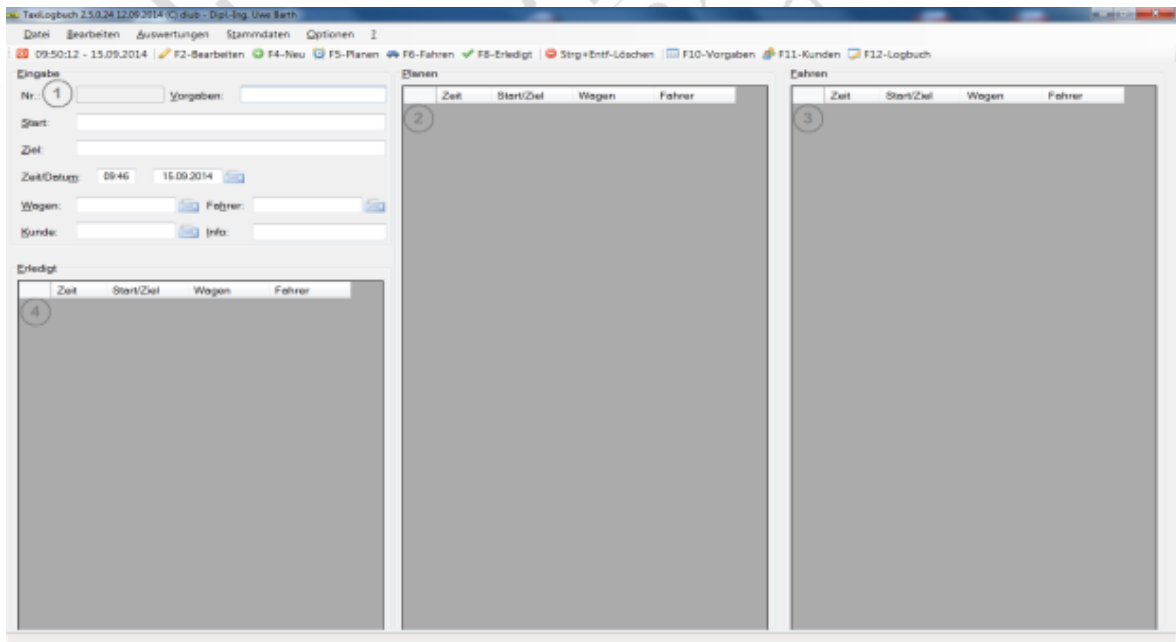 TaxiLogbuch 2.5.0.24 12.09.2014 (C) diub - Dipl.-Ing. Uwe Barth
Datei Bearbeiten Auswertungen Stammdaten Optionen ?
09:50:12 - 15.09.2014 F2-Bearbeiten F4-Neu F5-Planen F6-Fahren F8-Erledigt Strg+Entf-Löschen F10-Vorgaben F11-Kunden F12-Logbuch
Eingabe
Nr.: 1 Vorgaben:
Start:
Ziel:
Zeit/Datum: 09:46 15.09.2014
Wagen: Fahrer:
Kunde: Info:
Erledigt
Zeit Start/Ziel Wagen Fahrer
4
Planen
Zeit Start/Ziel Wagen Fahrer
2
Fahren
Zeit Start/Ziel Wagen Fahrer
3